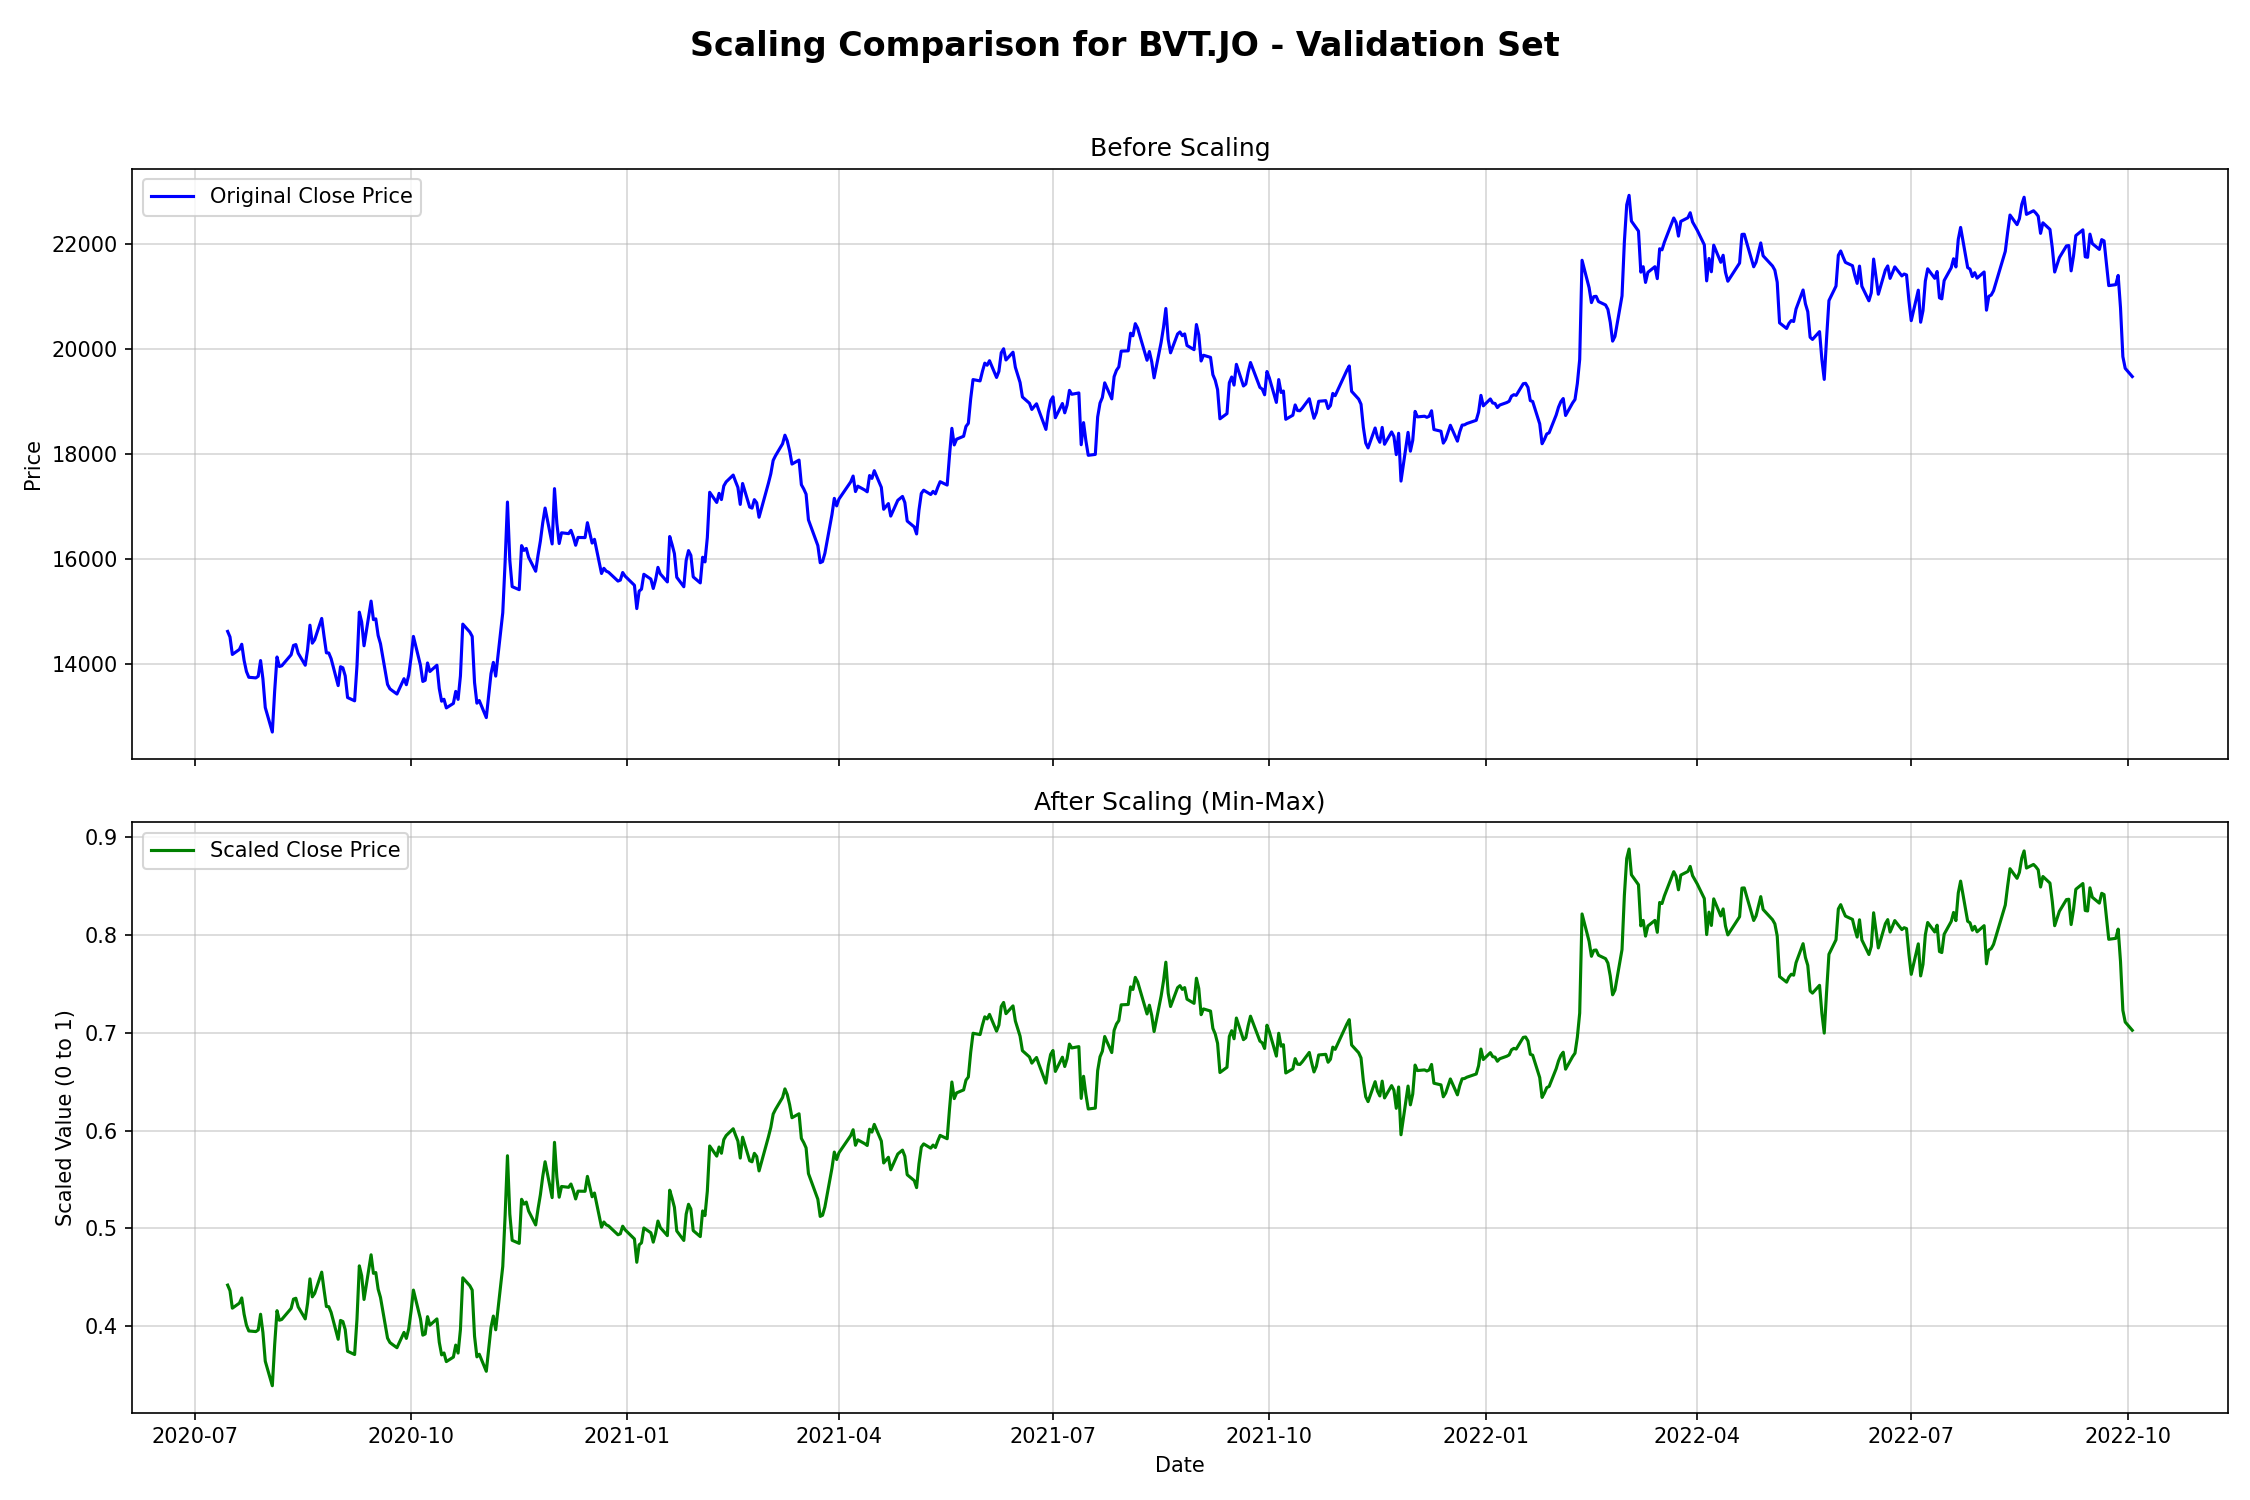 Scaling Comparison for BVT.JO - Validation Set
Before Scaling
Original Close Price
22000
20000
18000
16000
14000
Price
After Scaling (Min-Max)
Scaled Close Price
0.9
0.8
0.7
0.6
0.5
0.4
Scaled Value (0 to 1)
2020-07 2020-10 2021-01 2021-04 2021-07 2021-10 2022-01 2022-04 2022-07 2022-10
Date